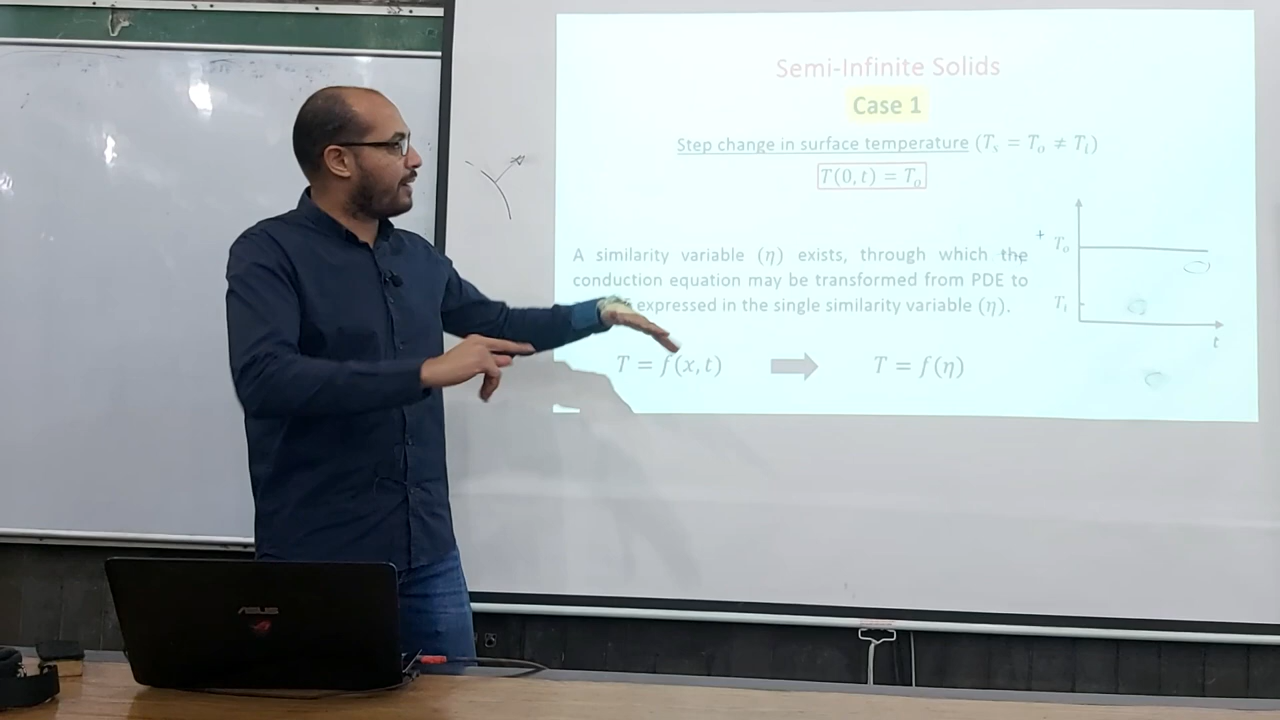 Semi-Infinite Solids
Case 1
Step change in surface temperature (Tₛ = Tₒ ≠ Tᵢ)
T(0, t) = Tₒ
A similarity variable (η) exists, through which the
conduction equation may be transformed from PDE to
expressed in the single similarity variable (η).
T = f(x, t)
T = f(η)
Tₒ
Tᵢ
t
ASUS